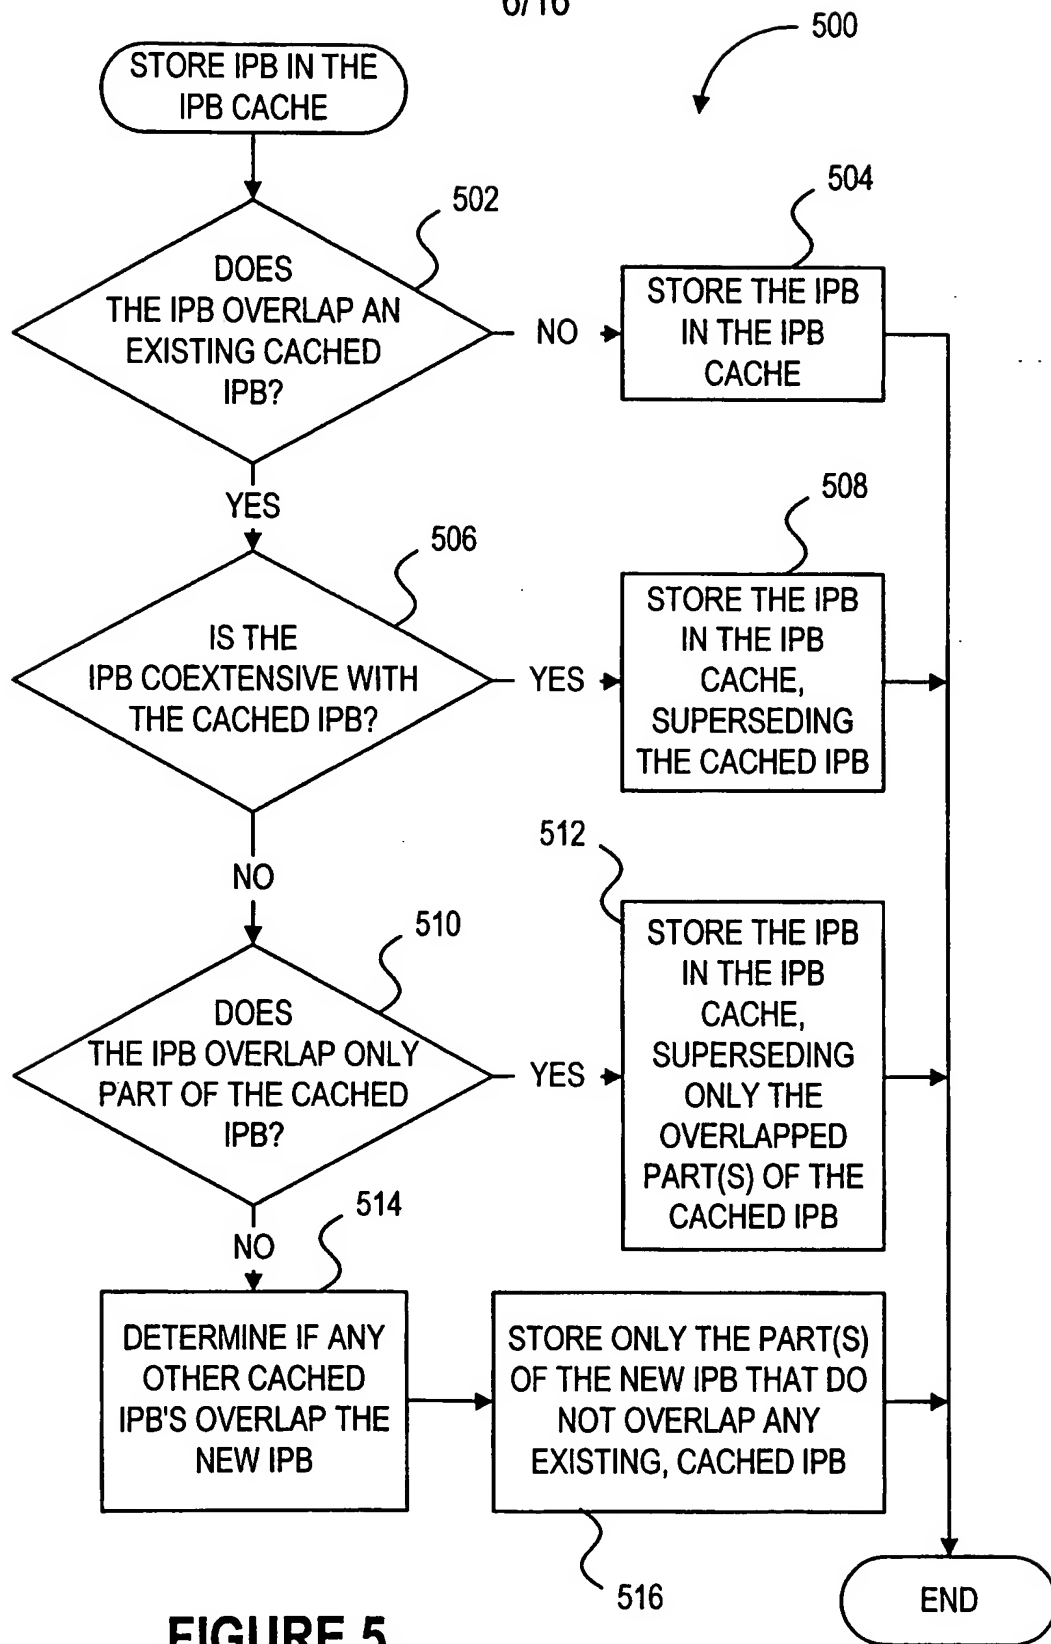 6/16
500
STORE IPB IN THE
IPB CACHE
502
DOES
THE IPB OVERLAP AN
EXISTING CACHED
IPB?
NO
504
STORE THE IPB
IN THE IPB
CACHE
YES
506
IS THE
IPB COEXTENSIVE WITH
THE CACHED IPB?
YES
508
STORE THE IPB
IN THE IPB
CACHE,
SUPERSEDING
THE CACHED IPB
NO
510
DOES
THE IPB OVERLAP ONLY
PART OF THE CACHED
IPB?
YES
512
STORE THE IPB
IN THE IPB
CACHE,
SUPERSEDING
ONLY THE
OVERLAPPED
PART(S) OF THE
CACHED IPB
NO
514
DETERMINE IF ANY
OTHER CACHED
IPB'S OVERLAP THE
NEW IPB
STORE ONLY THE PART(S)
OF THE NEW IPB THAT DO
NOT OVERLAP ANY
EXISTING, CACHED IPB
516
END
FIGURE 5